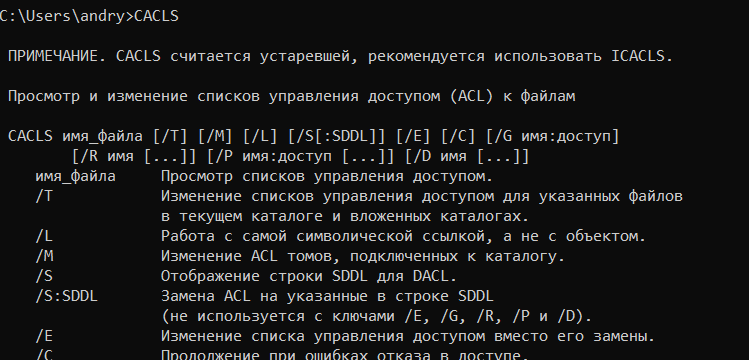 C:\Users\andry>CACLS
ПРИМЕЧАНИЕ. CACLS считается устаревшей, рекомендуется использовать ICACLS.
Просмотр и изменение списков управления доступом (ACL) к файлам
CACLS имя_файла [/T] [/M] [/L] [/S[:SDDL]] [/E] [/C] [/G имя:доступ]
[/R имя [...]] [/P имя:доступ [...]] [/D имя [...]]
имя_файла Просмотр списков управления доступом.
/T Изменение списков управления доступом для указанных файлов
в текущем каталоге и вложенных каталогах.
/L Работа с самой символической ссылкой, а не с объектом.
/M Изменение ACL томов, подключенных к каталогу.
/S Отображение строки SDDL для DACL.
/S:SDDL Замена ACL на указанные в строке SDDL
(не используется с ключами /E, /G, /R, /P и /D).
/E Изменение списка управления доступом вместо его замены.
/C Продолжение при ошибках отказа в доступе.